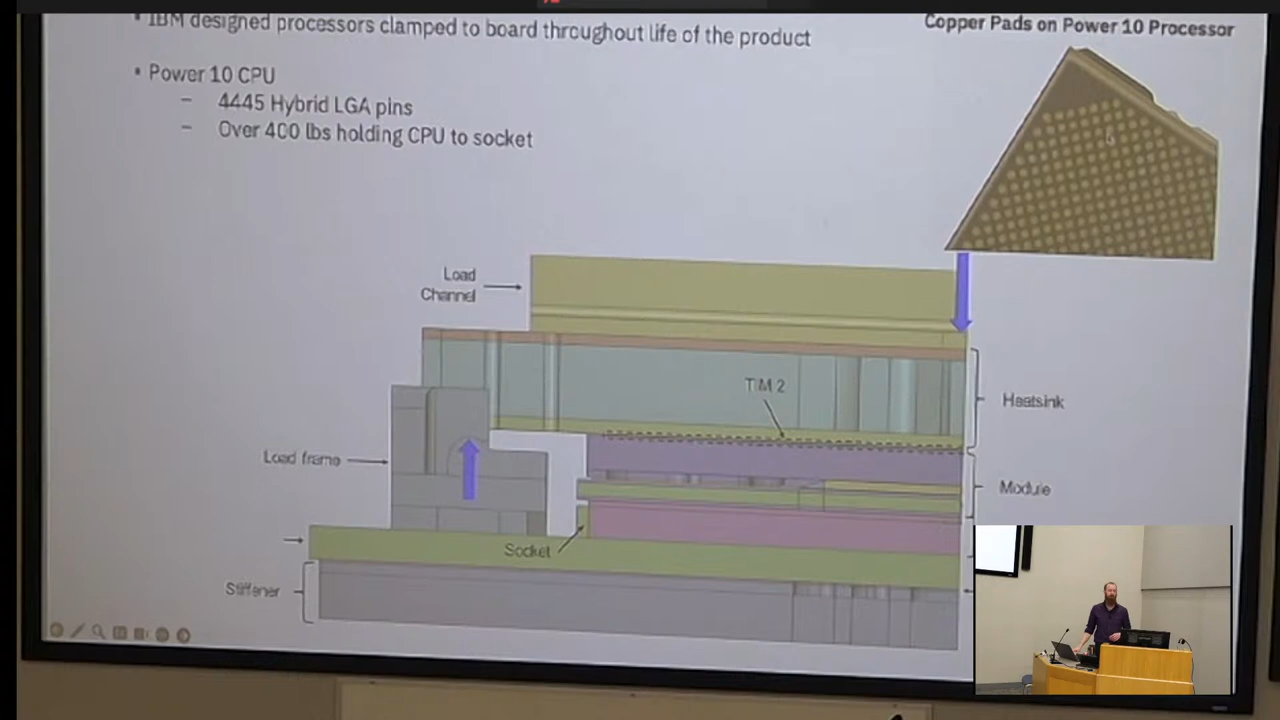 IBM designed processors clamped to board throughout life of the product
Copper Pads on Power 10 Processor
Power 10 CPU
4445 Hybrid LGA pins
Over 400 lbs holding CPU to socket
Load
Channel
TIM 2
Heatsink
Load frame
Module
Socket
Stiffener